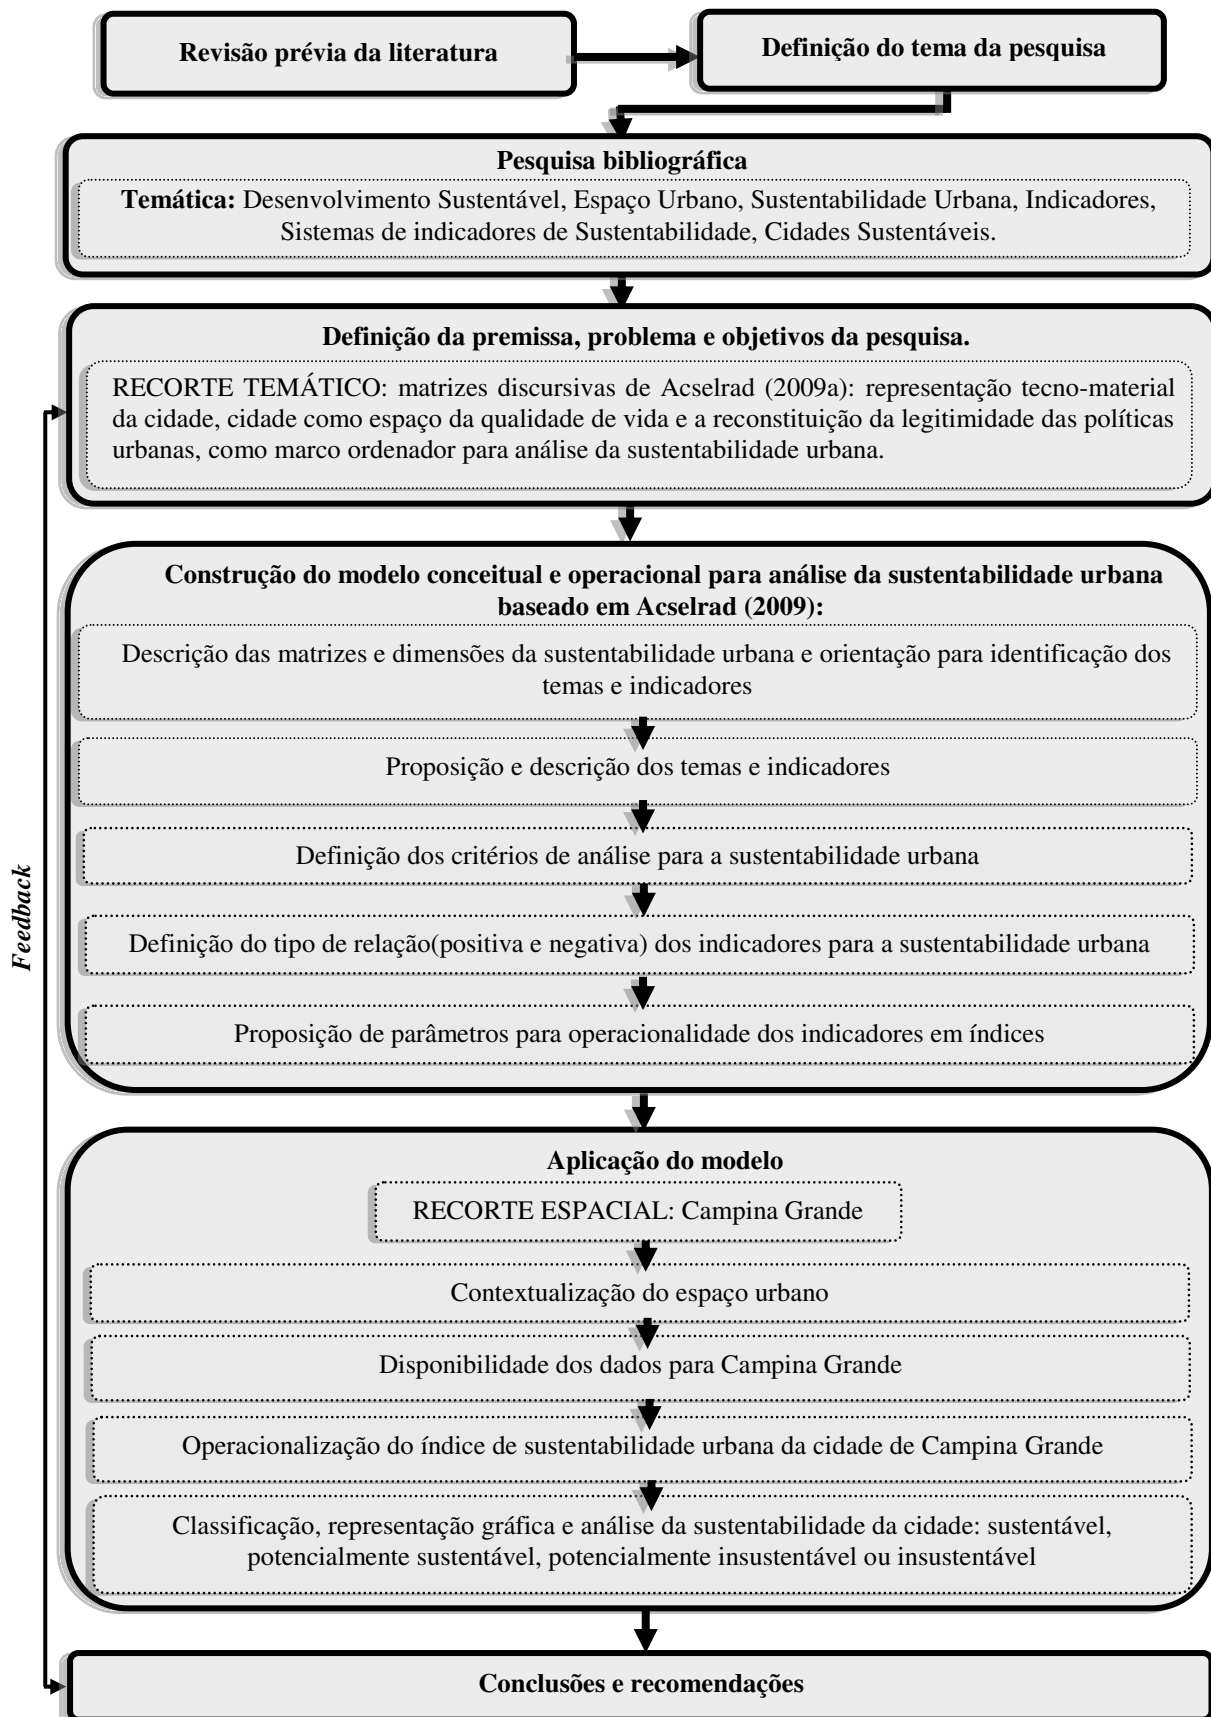 Revisão prévia da literatura
Definição do tema da pesquisa
Pesquisa bibliográfica
Temática: Desenvolvimento Sustentável, Espaço Urbano, Sustentabilidade Urbana, Indicadores,
Sistemas de indicadores de Sustentabilidade, Cidades Sustentáveis.
Definição da premissa, problema e objetivos da pesquisa.
RECORTE TEMÁTICO: matrizes discursivas de Acselrad (2009a): representação tecno-material
da cidade, cidade como espaço da qualidade de vida e a reconstituição da legitimidade das políticas
urbanas, como marco ordenador para análise da sustentabilidade urbana.
Construção do modelo conceitual e operacional para análise da sustentabilidade urbana
baseado em Acselrad (2009):
Descrição das matrizes e dimensões da sustentabilidade urbana e orientação para identificação dos
temas e indicadores
Proposição e descrição dos temas e indicadores
Definição dos critérios de análise para a sustentabilidade urbana
Definição do tipo de relação(positiva e negativa) dos indicadores para a sustentabilidade urbana
Proposição de parâmetros para operacionalidade dos indicadores em índices
Feedback
Aplicação do modelo
RECORTE ESPACIAL: Campina Grande
Contextualização do espaço urbano
Disponibilidade dos dados para Campina Grande
Operacionalização do índice de sustentabilidade urbana da cidade de Campina Grande
Classificação, representação gráfica e análise da sustentabilidade da cidade: sustentável,
potencialmente sustentável, potencialmente insustentável ou insustentável
Conclusões e recomendações